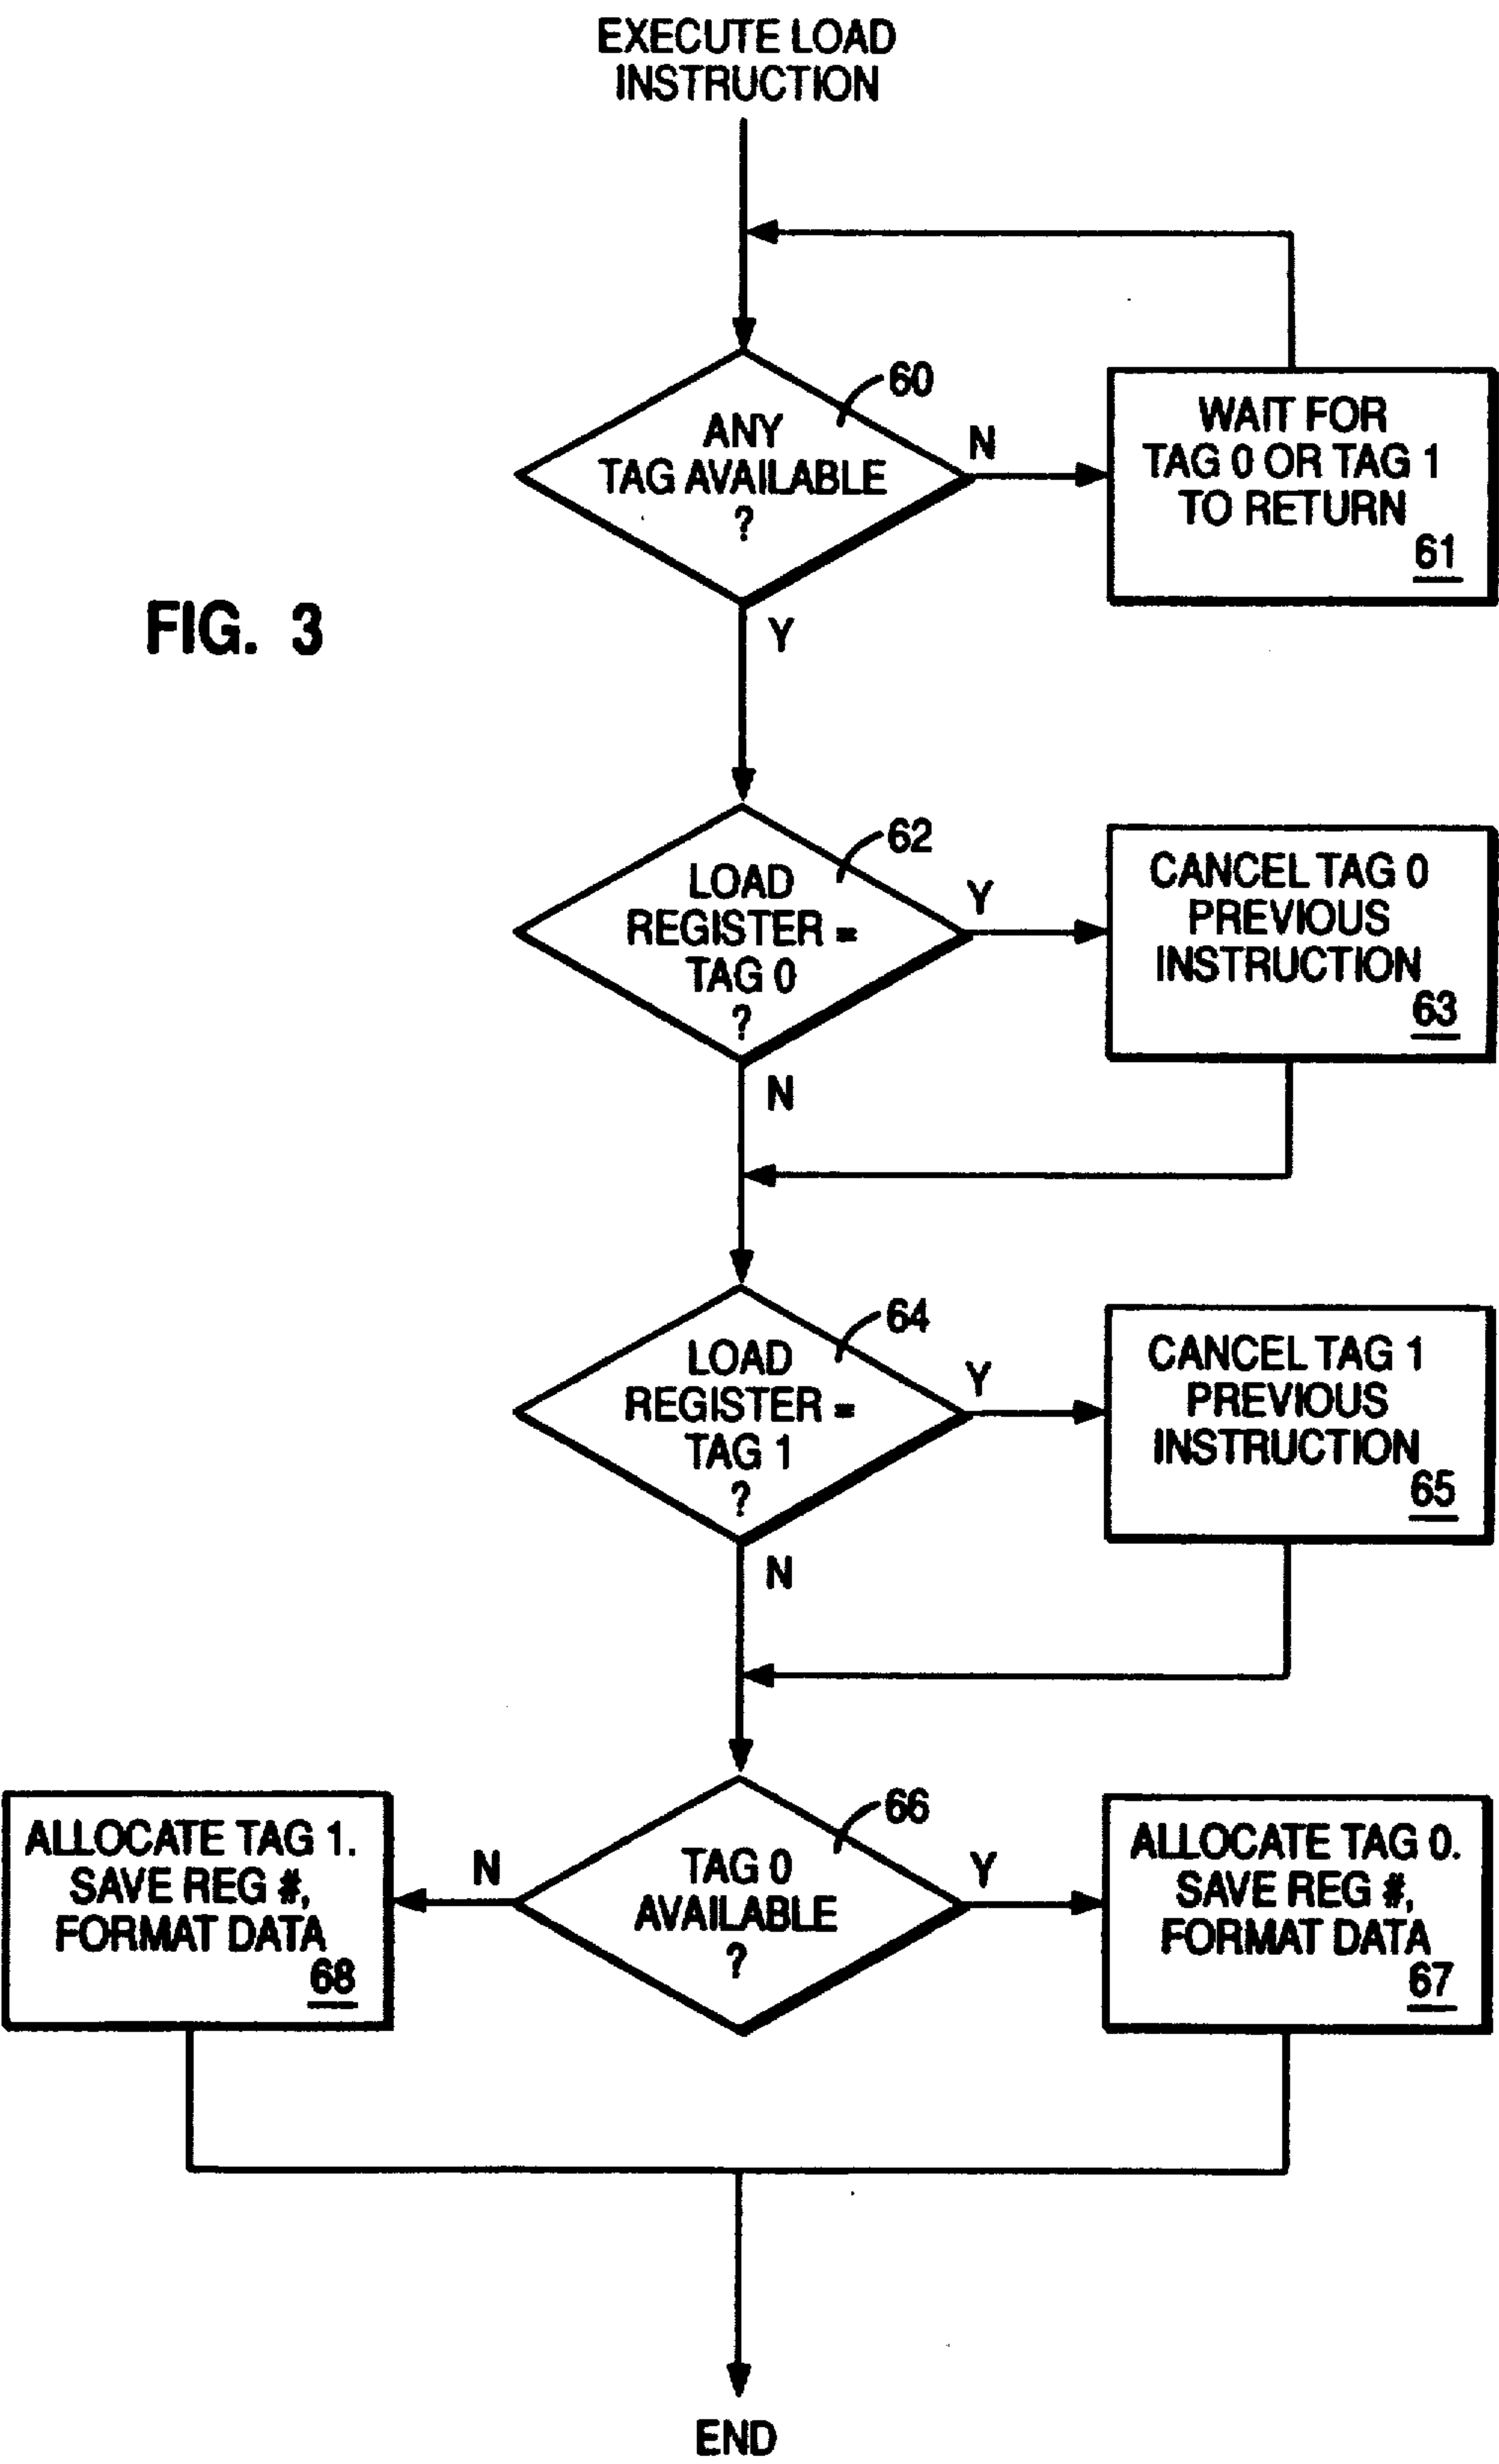 EXECUTE LOAD
INSTRUCTION
60
ANY
TAG AVAILABLE
?
N
WAIT FOR
TAG 0 OR TAG 1
TO RETURN
61
FIG. 3
Y
62
LOAD
REGISTER =
TAG 0
?
Y
CANCEL TAG 0
PREVIOUS
INSTRUCTION
63
N
64
LOAD
REGISTER =
TAG 1
?
Y
CANCEL TAG 1
PREVIOUS
INSTRUCTION
65
N
66
ALLOCATE TAG 1.
SAVE REG #,
FORMAT DATA
68
N
TAG 0
AVAILABLE
?
Y
ALLOCATE TAG 0.
SAVE REG #,
FORMAT DATA
67
END